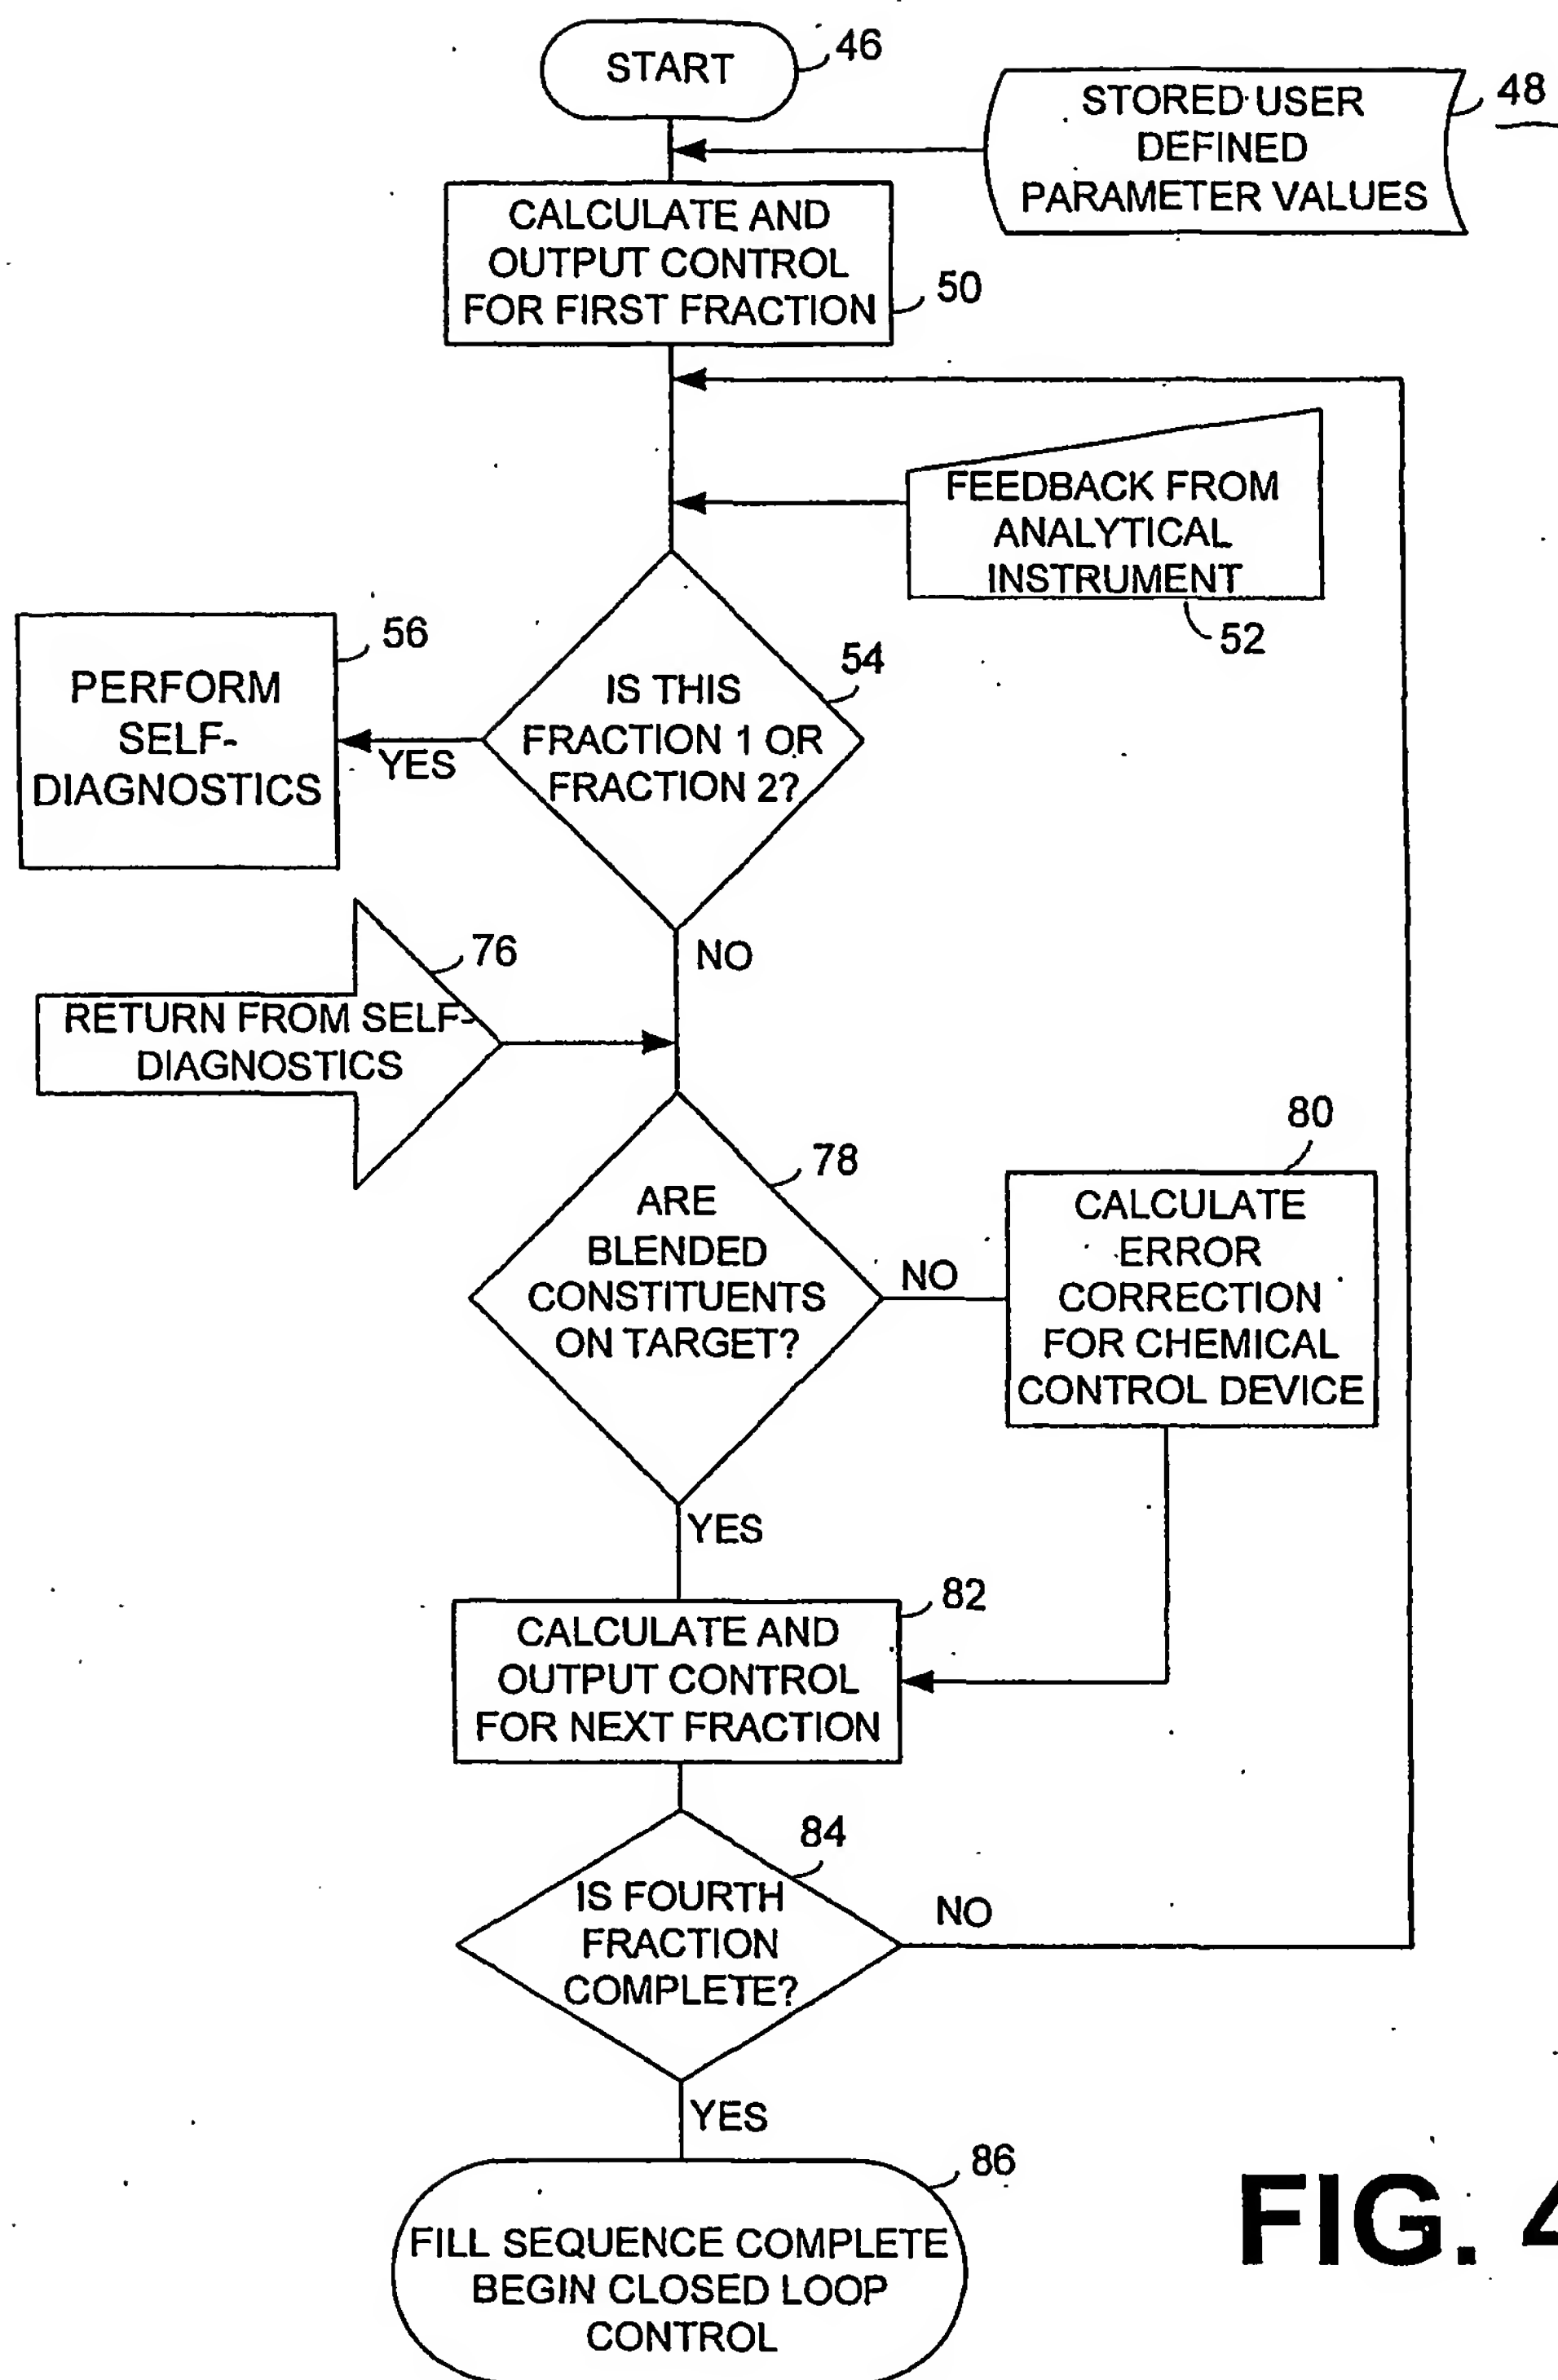 START
46
STORED USER
DEFINED
PARAMETER VALUES
48
CALCULATE AND
OUTPUT CONTROL
FOR FIRST FRACTION
50
FEEDBACK FROM
ANALYTICAL
INSTRUMENT
52
IS THIS
FRACTION 1 OR
FRACTION 2?
54
YES
PERFORM
SELF-
DIAGNOSTICS
56
NO
RETURN FROM SELF-
DIAGNOSTICS
76
ARE
BLENDED
CONSTITUENTS
ON TARGET?
78
NO
80
CALCULATE
ERROR
CORRECTION
FOR CHEMICAL
CONTROL DEVICE
YES
CALCULATE AND
OUTPUT CONTROL
FOR NEXT FRACTION
82
IS FOURTH
FRACTION
COMPLETE?
84
NO
YES
FILL SEQUENCE COMPLETE
BEGIN CLOSED LOOP
CONTROL
86
FIG. 4